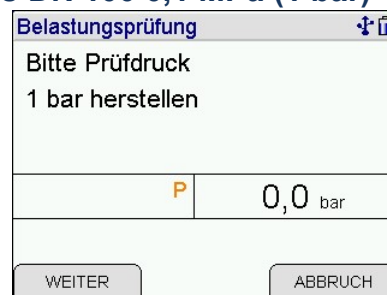 Belastungsprüfung
Bitte Prüfdruck
1 bar herstellen
P
0,0 bar
WEITER
ABBRUCH